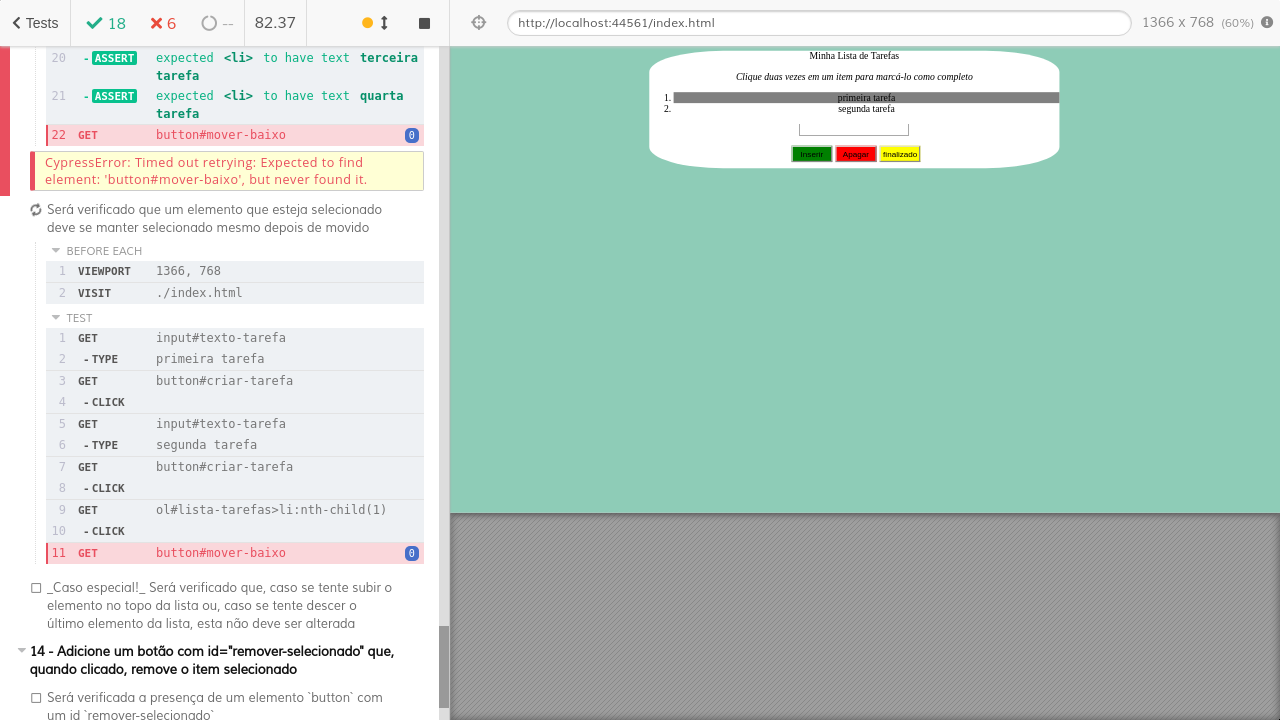 Tests
18
6
--
82.37
http://localhost:44561/index.html
1366 x 768 (60%)
20 - ASSERT expected <li> to have text terceira
tarefa
21 - ASSERT expected <li> to have text quarta
tarefa
22 GET button#mover-baixo 0
CypressError: Timed out retrying: Expected to find
element: 'button#mover-baixo', but never found it.
Será verificado que um elemento que esteja selecionado
deve se manter selecionado mesmo depois de movido
BEFORE EACH
1 VIEWPORT 1366, 768
2 VISIT ./index.html
TEST
1 GET input#texto-tarefa
2 - TYPE primeira tarefa
3 GET button#criar-tarefa
4 - CLICK
5 GET input#texto-tarefa
6 - TYPE segunda tarefa
7 GET button#criar-tarefa
8 - CLICK
9 GET ol#lista-tarefas>li:nth-child(1)
10 - CLICK
11 GET button#mover-baixo 0
_Caso especial!_ Será verificado que, caso se tente subir o
elemento no topo da lista ou, caso se tente descer o
último elemento da lista, esta não deve ser alterada
14 - Adicione um botão com id="remover-selecionado" que,
quando clicado, remove o item selecionado
Será verificada a presença de um elemento `button` com
um id `remover-selecionado`
Minha Lista de Tarefas
Clique duas vezes em um item para marcá-lo como completo
1. primeira tarefa
2. segunda tarefa
Inserir Apagar finalizado